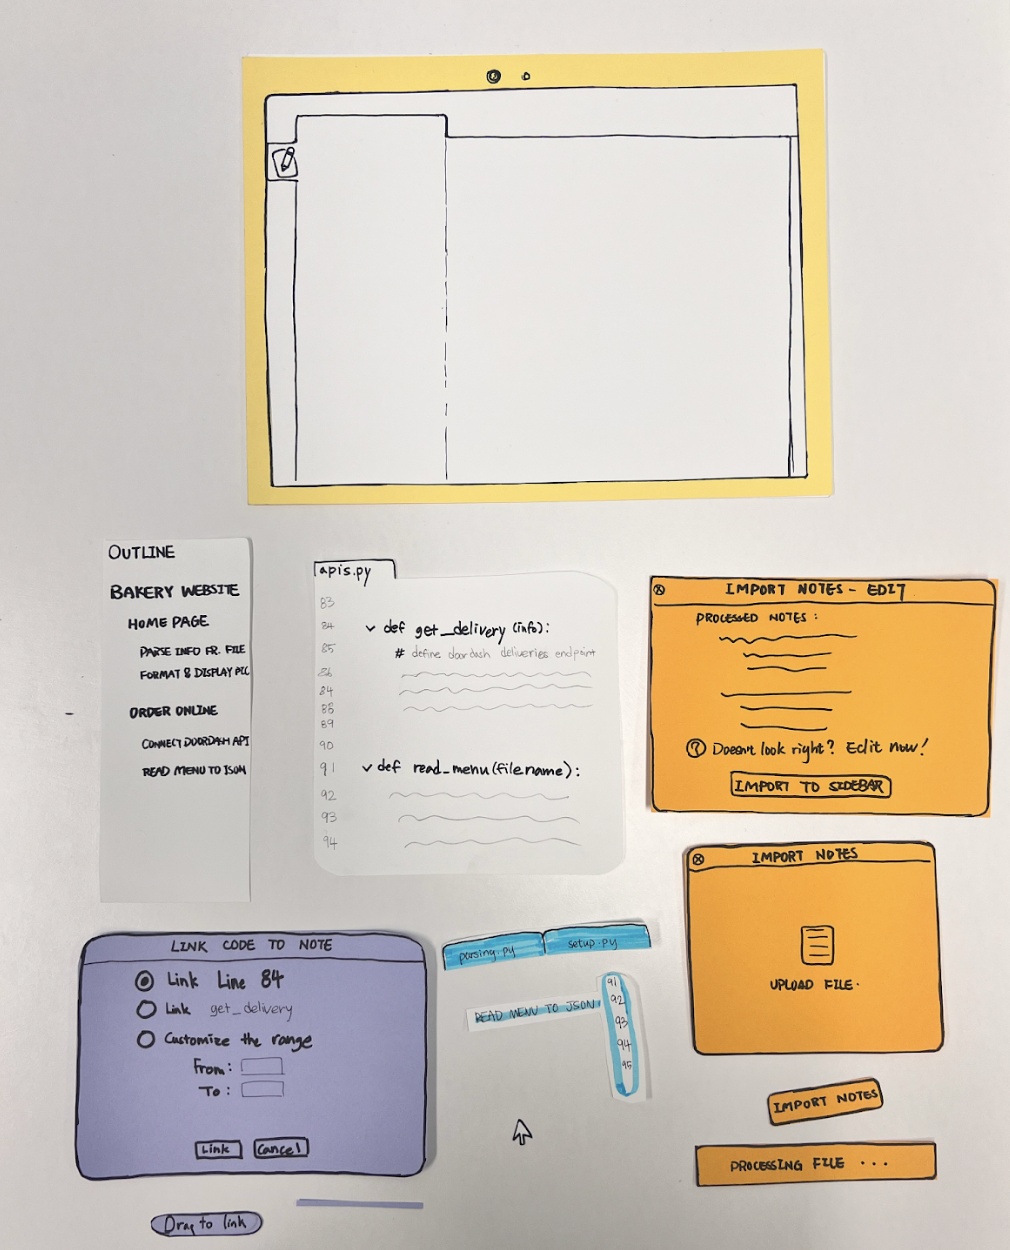 OUTLINE
BAKERY WEBSITE
HOME PAGE
PARSE INFO FR. FILE
FORMAT & DISPLAY PIC
ORDER ONLINE
CONNECT DOORDASH API
READ MENU TO JSON
apis.py
83
84 def get_delivery (info):
85 # define doordash deliveries endpoint
86
84
88
89
90
91 def read_menu(filename):
92
93
94
IMPORT NOTES - EDIT
PROCESSED NOTES :
? Doesn't look right? Edit now!
IMPORT TO SIDEBAR
IMPORT NOTES
UPLOAD FILE.
IMPORT NOTES
PROCESSING FILE ...
LINK CODE TO NOTE
Link Line 84
Link get_delivery
Customize the range
From:
To:
Link Cancel
Drag to link
parsing.py setup.py
READ MENU TO JSON
91
92
93
94
95